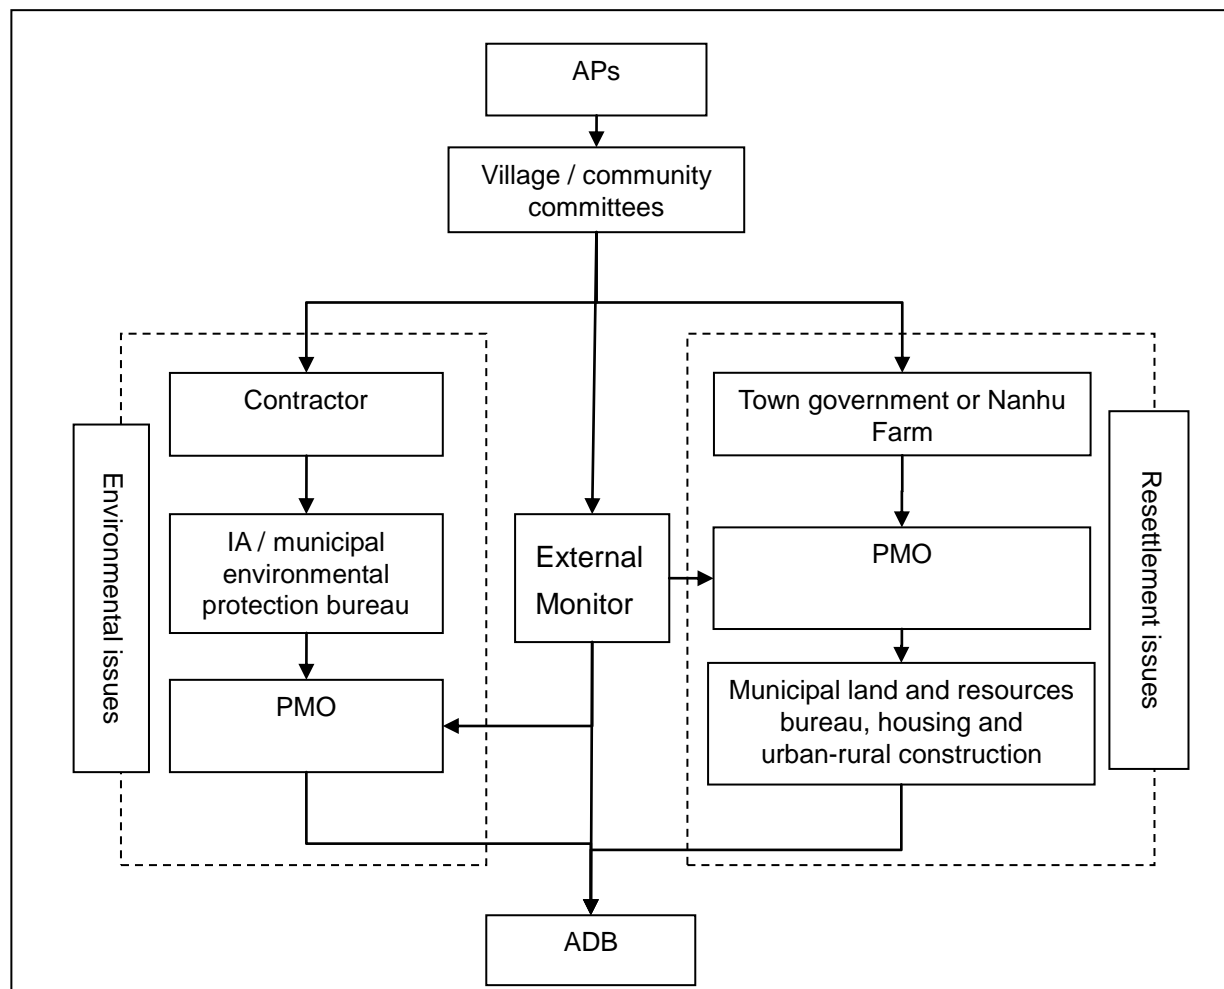 APs
Village / community
committees
Contractor
Town government or Nanhu
Farm
Environmental issues
IA / municipal
environmental
protection bureau
External
Monitor
PMO
Resettlement issues
PMO
Municipal land and resources
bureau, housing and
urban-rural construction
ADB